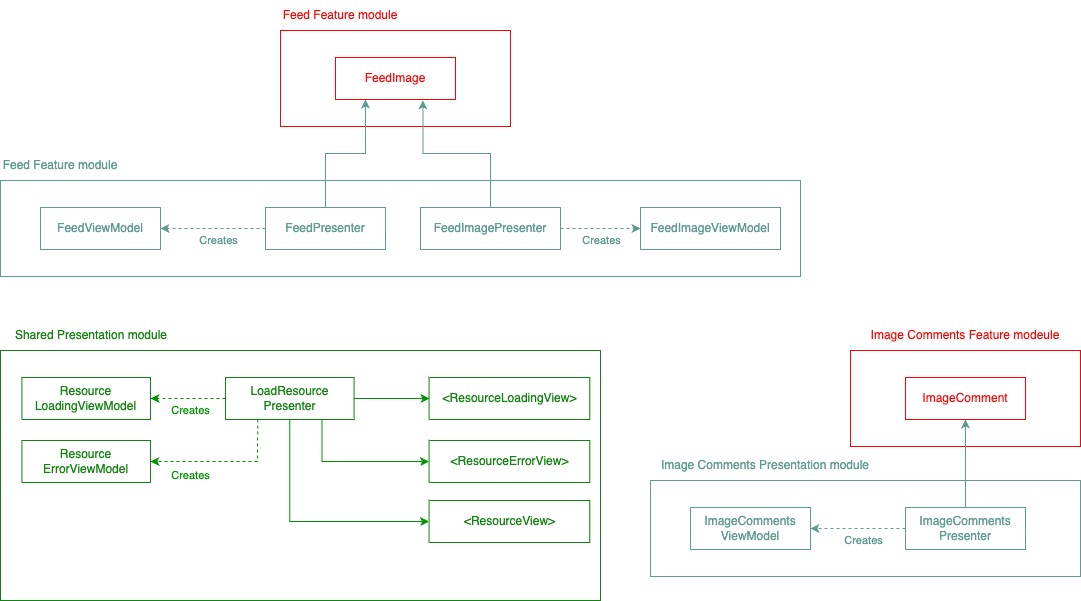 Feed Feature module
FeedImage
Feed Feature module
FeedViewModel
Creates
FeedPresenter
FeedImagePresenter
Creates
FeedImageViewModel
Shared Presentation module
Resource
LoadingViewModel
Creates
LoadResource
Presenter
<ResourceLoadingView>
Resource
ErrorViewModel
Creates
<ResourceErrorView>
<ResourceView>
Image Comments Feature modeule
ImageComment
Image Comments Presentation module
ImageComments
ViewModel
Creates
ImageComments
Presenter